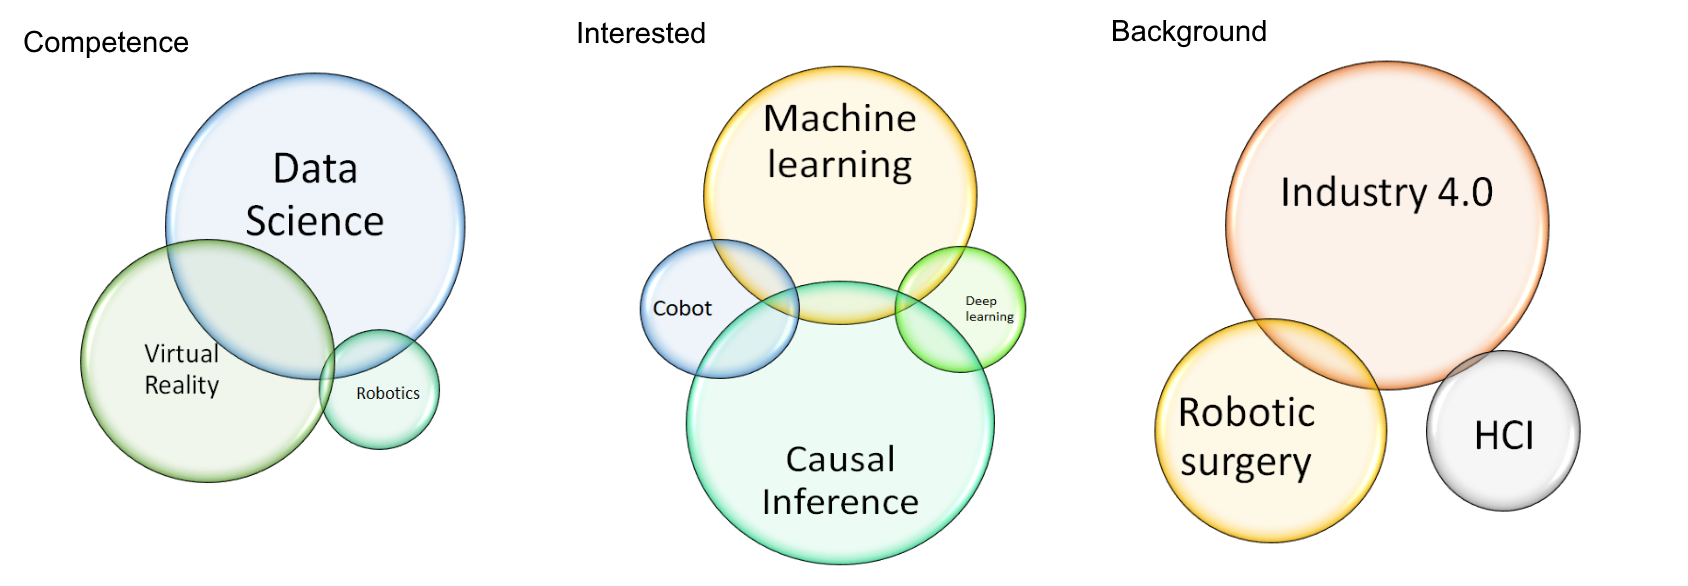 Competence
Data
Science
Virtual
Reality
Robotics
Interested
Machine
learning
Cobot
Deep
learning
Causal
Inference
Background
Industry 4.0
Robotic
surgery
HCI